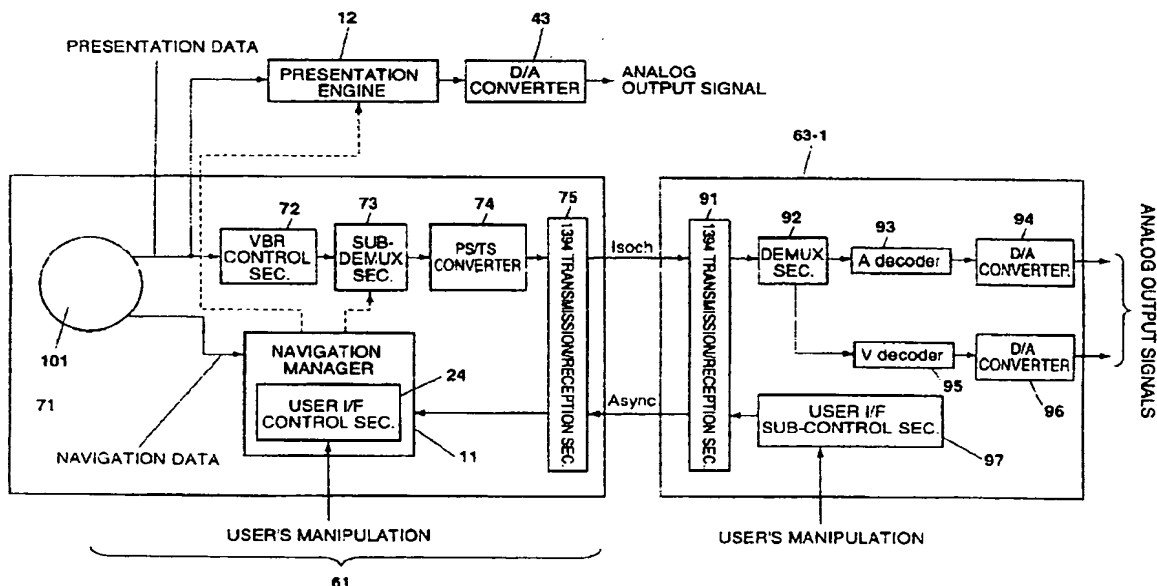 PRESENTATION DATA
12
PRESENTATION
ENGINE
43
D/A
CONVERTER
ANALOG
OUTPUT SIGNAL
63-1
72
VBR
CONTROL
SEC.
73
SUB-
DEMUX
SEC.
74
PS/TS
CONVERTER
75
1394 TRANSMISSION/RECEPTION SEC.
Isoch
91
1394 TRANSMISSION/RECEPTION SEC.
92
DEMUX
SEC.
93
A decoder
94
D/A
CONVERTER
ANALOG OUTPUT SIGNALS
101
71
NAVIGATION
MANAGER
24
USER I/F
CONTROL SEC.
11
Async
V decoder
95
D/A
CONVERTER
96
USER I/F
SUB-CONTROL SEC.
97
NAVIGATION DATA
USER'S MANIPULATION
USER'S MANIPULATION
61